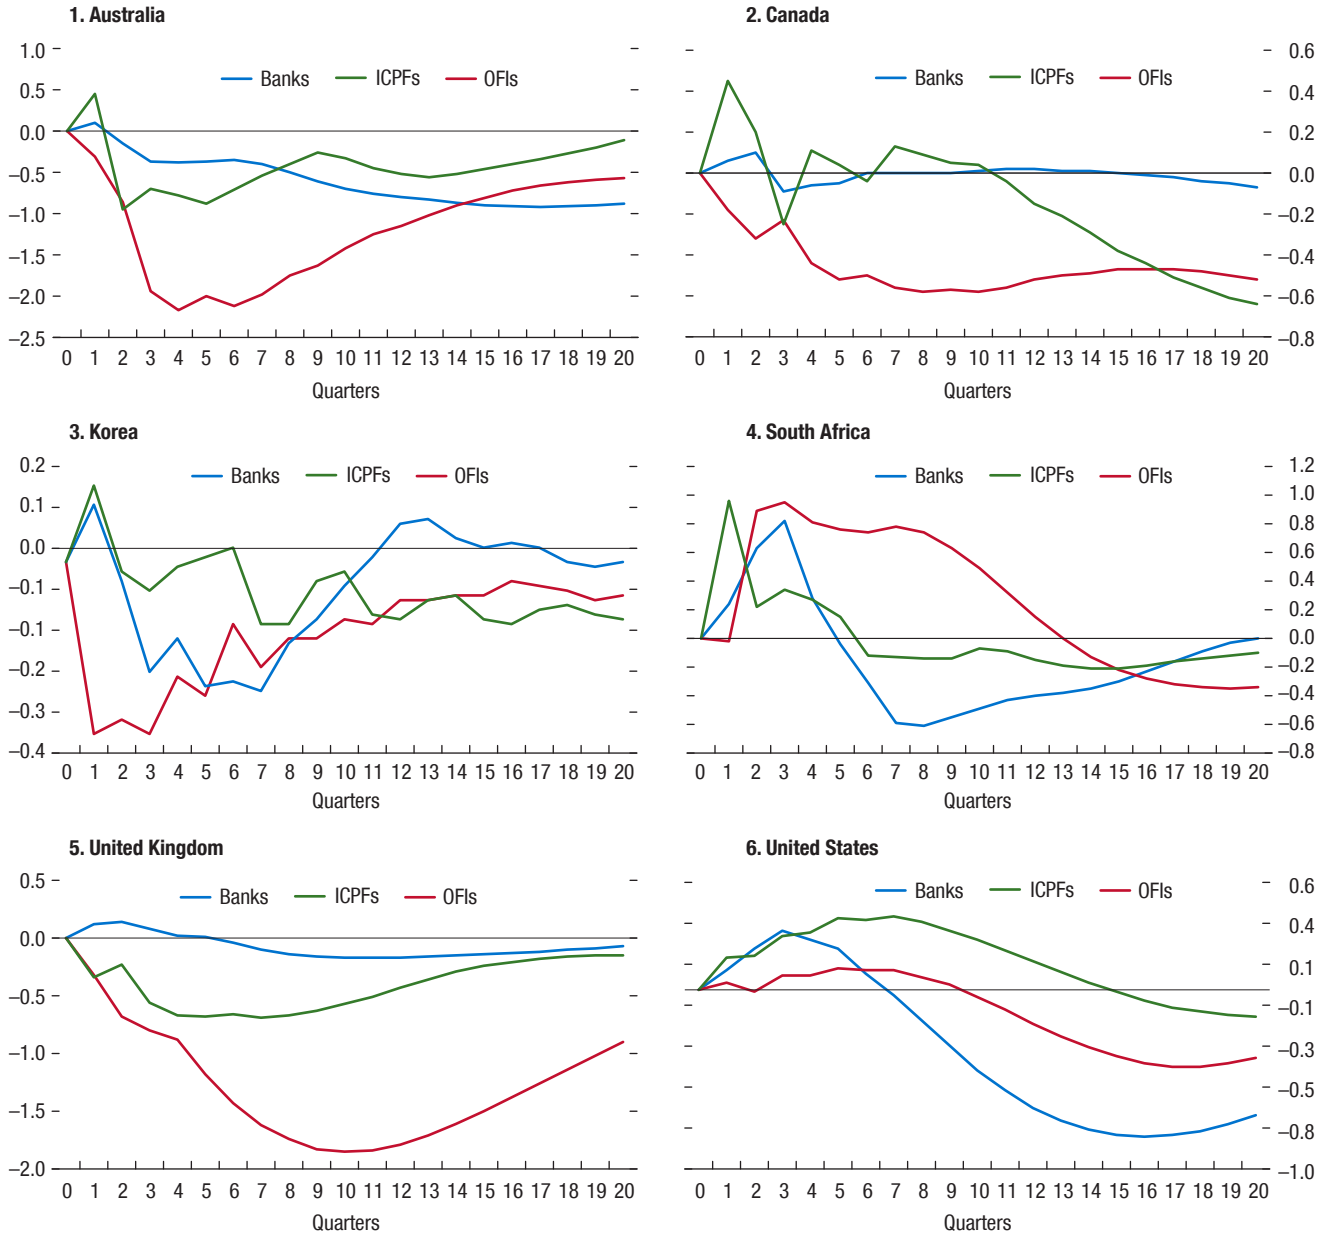 1. Australia
1.0
0.5
0.0
–0.5
–1.0
–1.5
–2.0
–2.5
Banks ICPFs OFIs
0 1 2 3 4 5 6 7 8 9 10 11 12 13 14 15 16 17 18 19 20
Quarters
2. Canada
0.6
0.4
0.2
0.0
–0.2
–0.4
–0.6
–0.8
Banks ICPFs OFIs
0 1 2 3 4 5 6 7 8 9 10 11 12 13 14 15 16 17 18 19 20
Quarters
3. Korea
0.2
0.1
0.0
–0.1
–0.1
–0.2
–0.3
–0.4
Banks ICPFs OFIs
0 1 2 3 4 5 6 7 8 9 10 11 12 13 14 15 16 17 18 19 20
Quarters
4. South Africa
1.2
1.0
0.8
0.6
0.4
0.2
0.0
–0.2
–0.4
–0.6
–0.8
Banks ICPFs OFIs
0 1 2 3 4 5 6 7 8 9 10 11 12 13 14 15 16 17 18 19 20
Quarters
5. United Kingdom
0.5
0.0
–0.5
–1.0
–1.5
–2.0
Banks ICPFs OFIs
0 1 2 3 4 5 6 7 8 9 10 11 12 13 14 15 16 17 18 19 20
Quarters
6. United States
0.6
0.4
0.1
–0.1
–0.3
–0.5
–0.8
–1.0
Banks ICPFs OFIs
0 1 2 3 4 5 6 7 8 9 10 11 12 13 14 15 16 17 18 19 20
Quarters